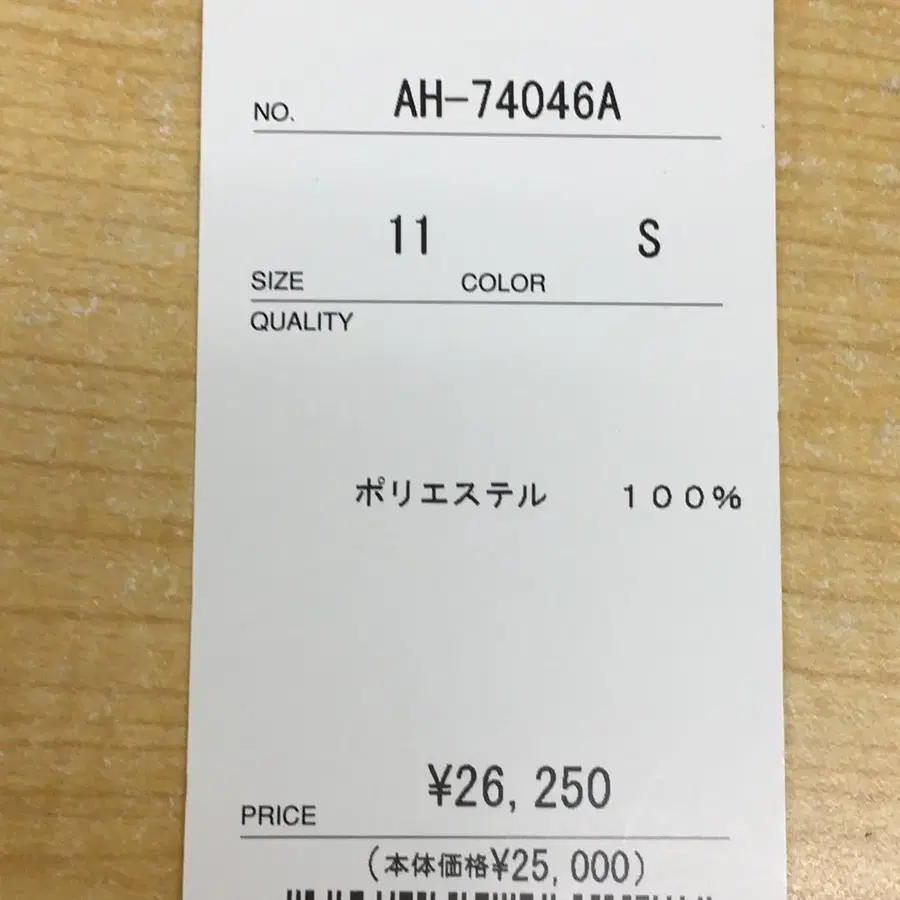 NO. AH-74046A
11 S
SIZE COLOR
QUALITY
ポリエステル 100%
¥26,250
PRICE
(本体価格¥25,000)